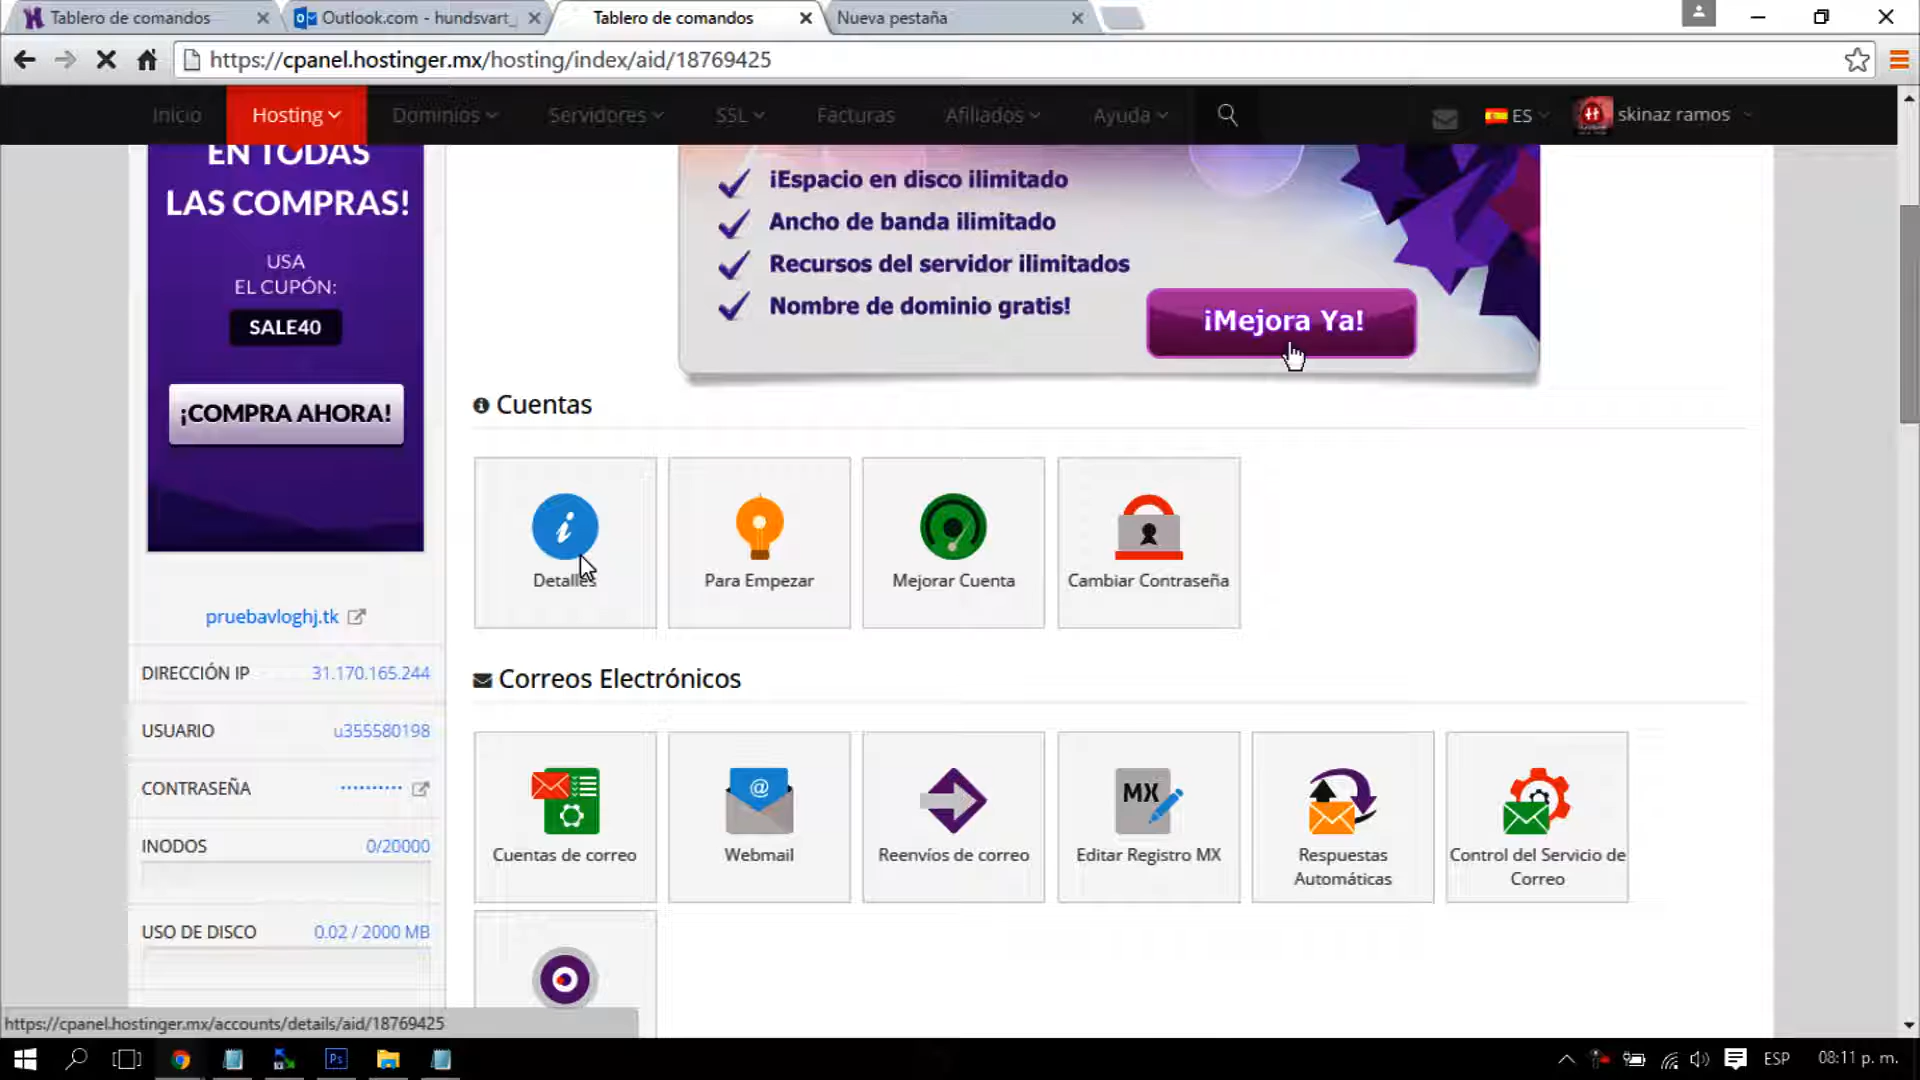 Tablero de comandos
Outlook.com - hundsvart_
Tablero de comandos
Nueva pestaña
https://cpanel.hostinger.mx/hosting/index/aid/18769425
Inicio
Hosting
Dominios
Servidores
SSL
Facturas
Afiliados
Ayuda
ES
skinaz ramos
EN TODAS
LAS COMPRAS!
USA
EL CUPÓN:
SALE40
¡COMPRA AHORA!
¡Espacio en disco ilimitado
Ancho de banda ilimitado
Recursos del servidor ilimitados
Nombre de dominio gratis!
¡Mejora Ya!
Cuentas
Detalles
Para Empezar
Mejorar Cuenta
Cambiar Contraseña
pruebavloghj.tk
DIRECCIÓN IP 31.170.165.244
USUARIO u355580198
CONTRASEÑA ··········
INODOS 0/20000
USO DE DISCO 0.02 / 2000 MB
Correos Electrónicos
@
MX
Cuentas de correo
Webmail
Reenvíos de correo
Editar Registro MX
Respuestas
Automáticas
Control del Servicio de
Correo
https://cpanel.hostinger.mx/accounts/details/aid/18769425
Ps
ESP
08:11 p. m.